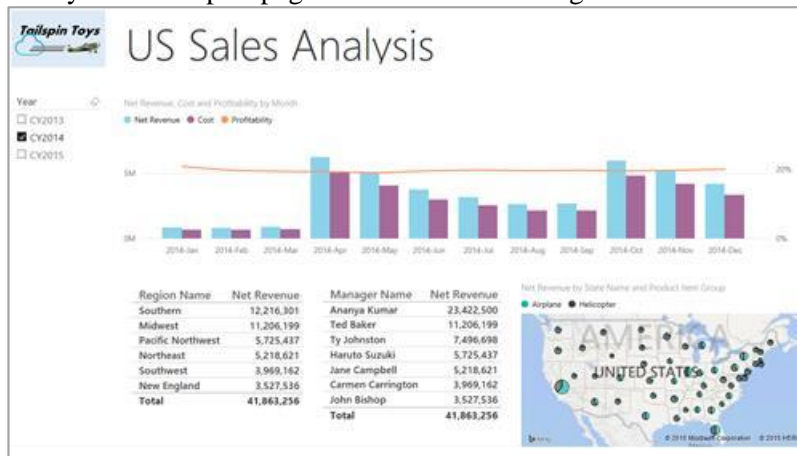 Tailspin Toys
US Sales Analysis
Year
CY2013
CY2014
CY2015
Net Revenue, Cost and Profitability by Month
Net Revenue Cost Profitability
5M
0M
20%
0%
2014-Jan 2014-Feb 2014-Mar 2014-Apr 2014-May 2014-Jun 2014-Jul 2014-Aug 2014-Sep 2014-Oct 2014-Nov 2014-Dec
Region Name Net Revenue
Southern 12,216,301
Midwest 11,206,199
Pacific Northwest 5,725,437
Northeast 5,218,621
Southwest 3,969,162
New England 3,527,536
Total 41,863,256
Manager Name Net Revenue
Ananya Kumar 23,422,500
Ted Baker 11,206,199
Ty Johnston 7,496,698
Haruto Suzuki 5,725,437
Jane Campbell 5,218,621
Carmen Carrington 3,969,162
John Bishop 3,527,536
Total 41,863,256
Net Revenue by State Name and Product Item Group
Airplane Helicopter
AMERICA
UNITED STATES
© 2015 Microsoft Corporation © 2015 HERE